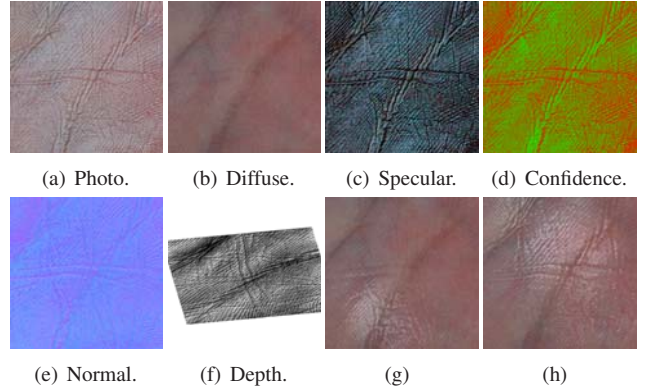 (a) Photo.
(b) Diffuse.
(c) Specular.
(d) Confidence.
(e) Normal.
(f) Depth.
(g)
(h)